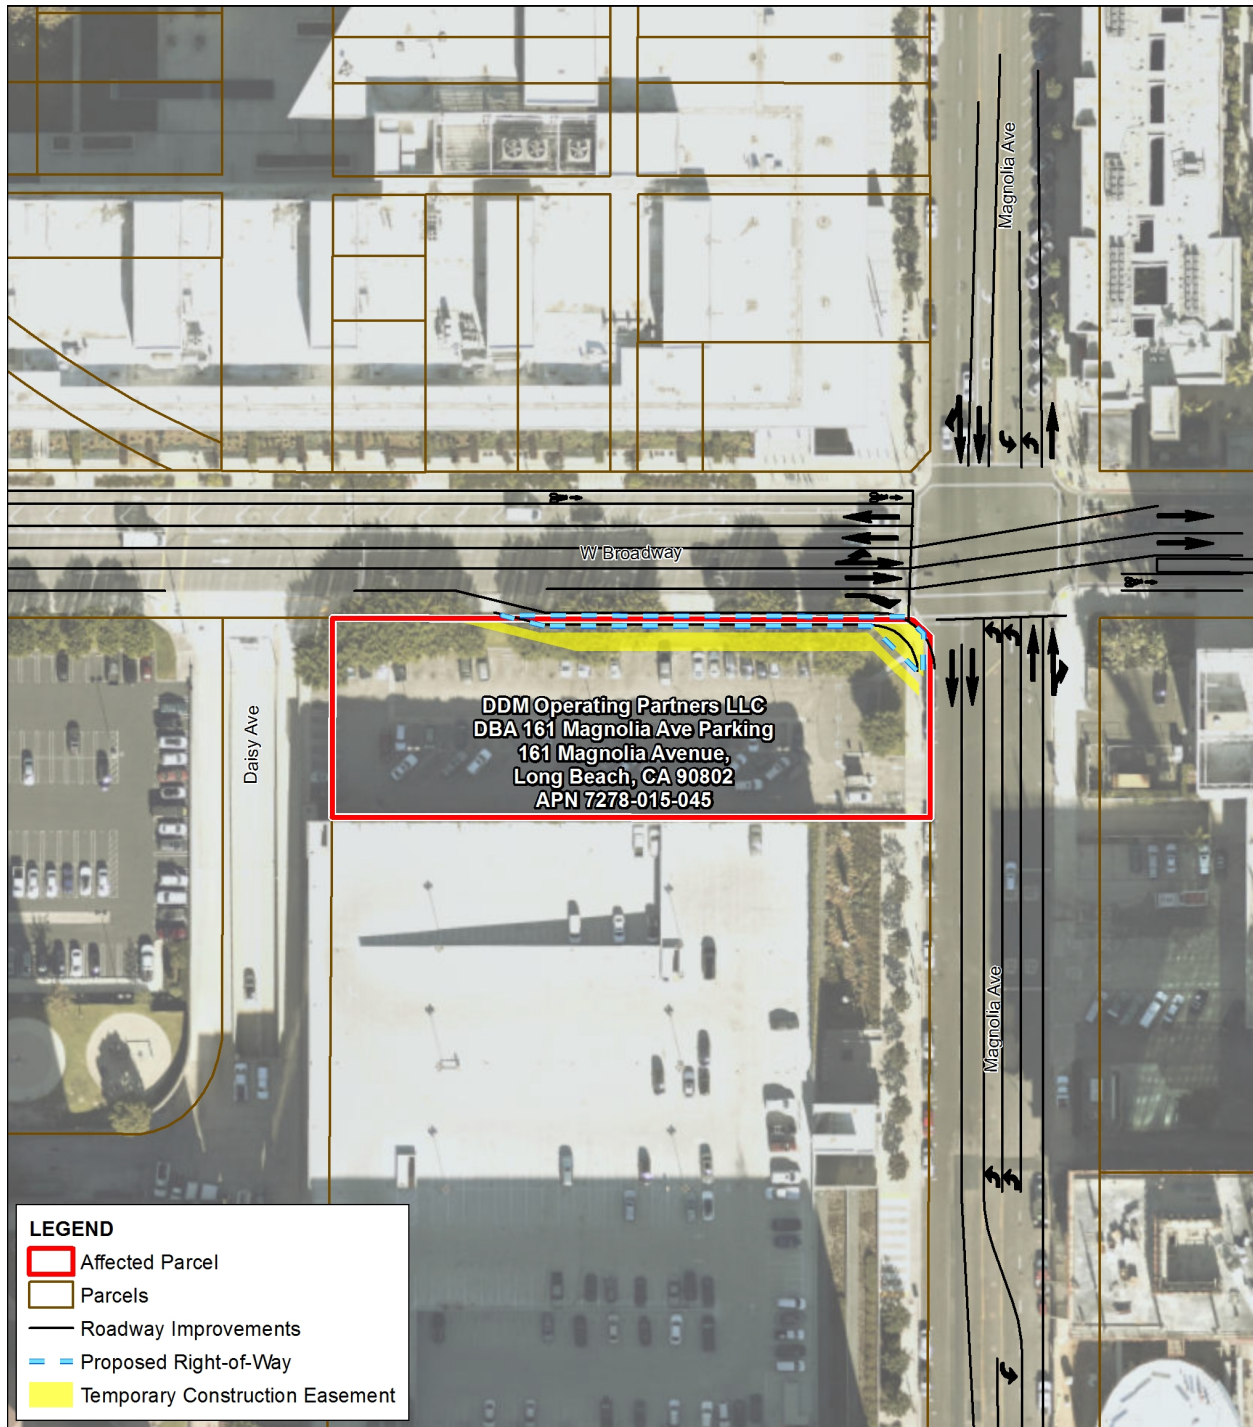 Magnolia Ave
W Broadway
DDM Operating Partners LLC
DBA 161 Magnolia Ave Parking
161 Magnolia Avenue,
Long Beach, CA 90802
APN 7278-015-045
Daisy Ave
Magnolia Ave
LEGEND
Affected Parcel
Parcels
Roadway Improvements
Proposed Right-of-Way
Temporary Construction Easement